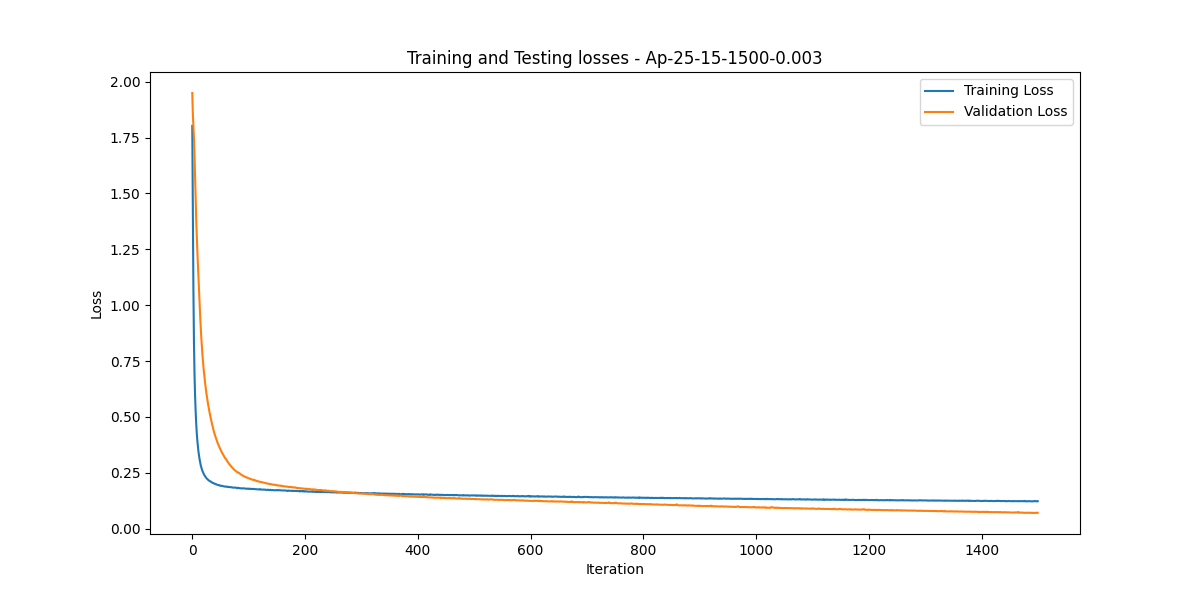 Training and Testing losses - Ap-25-15-1500-0.003
Training Loss
Validation Loss
2.00
1.75
1.50
1.25
1.00
0.75
0.50
0.25
0.00
Loss
0 200 400 600 800 1000 1200 1400
Iteration